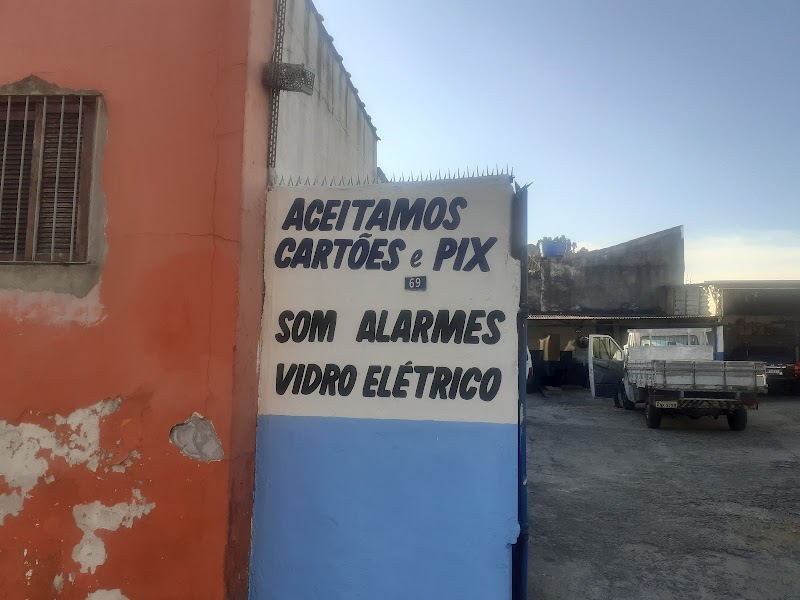 ACEITAMOS
CARTÕES e PIX
69
SOM ALARMES
VIDRO ELÉTRICO